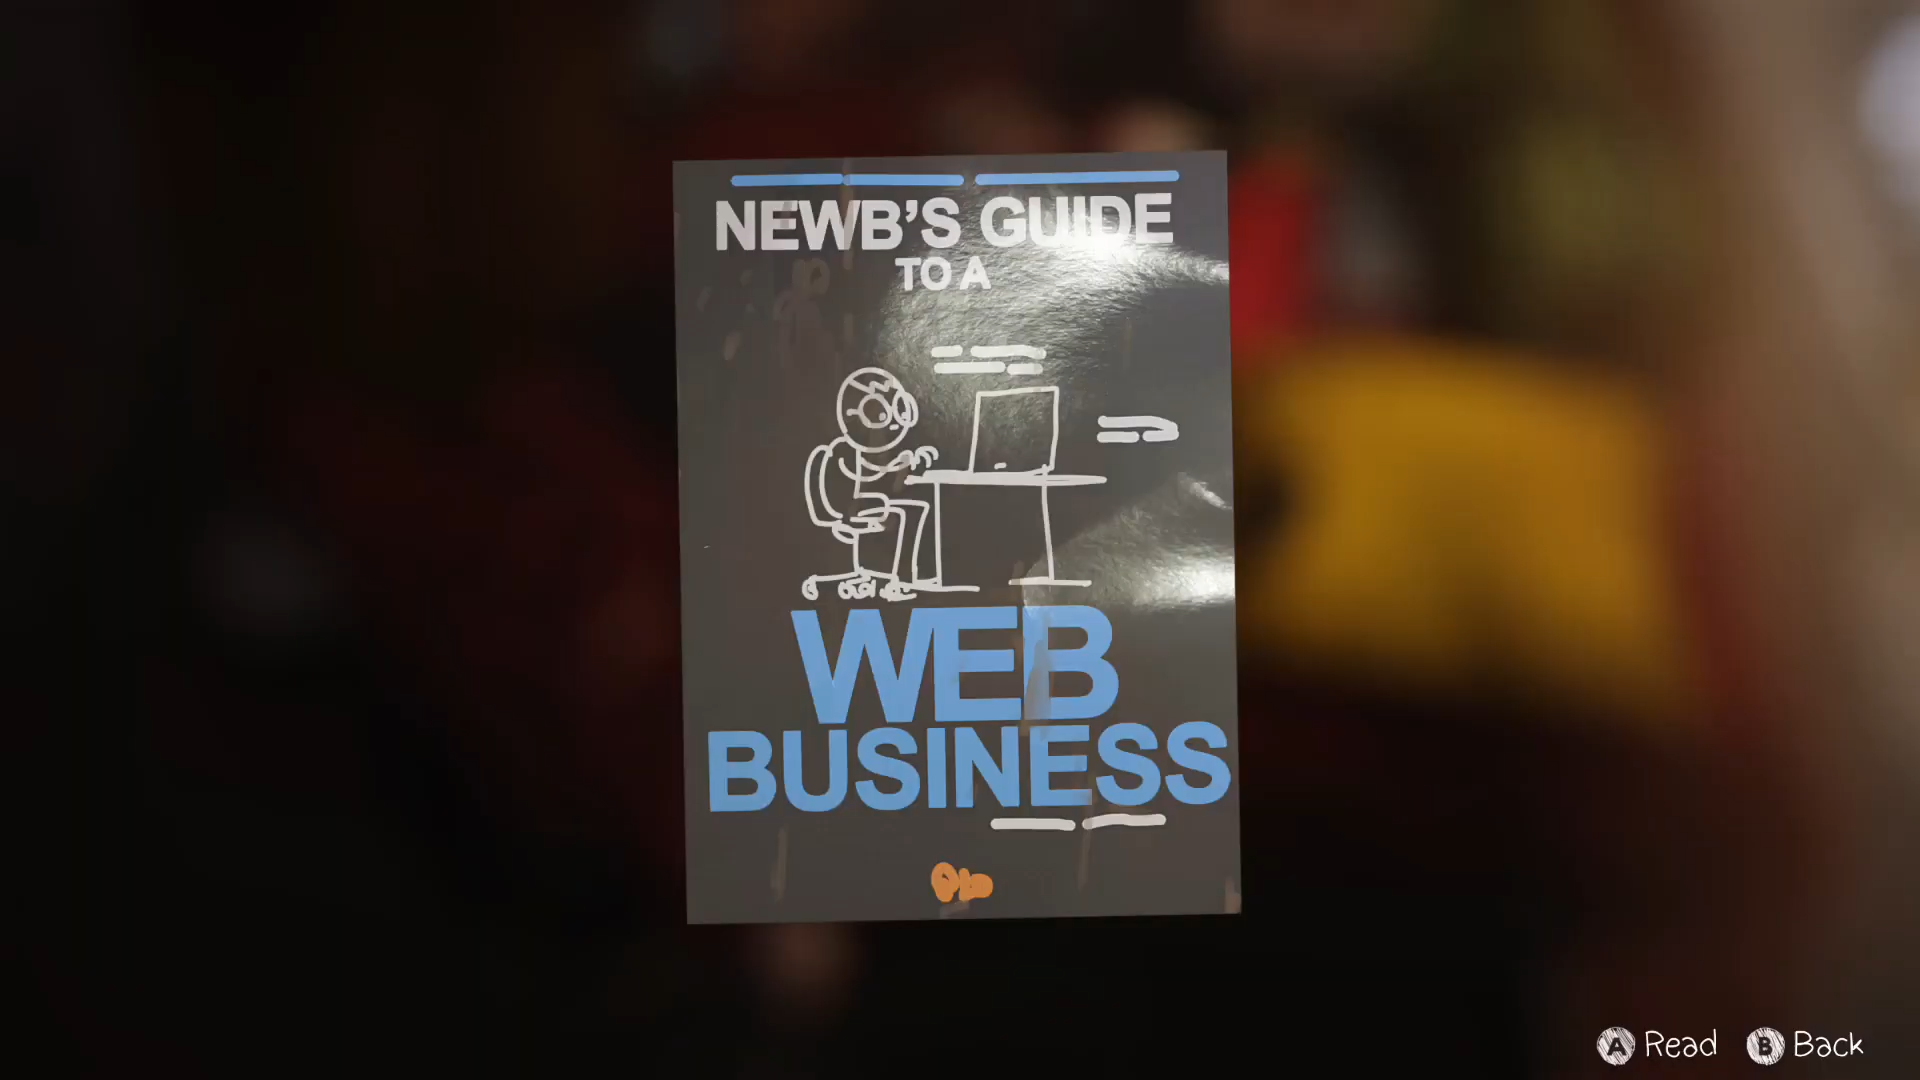 NEWB'S GUIDE
TO A
WEB
BUSINESS
A Read B Back